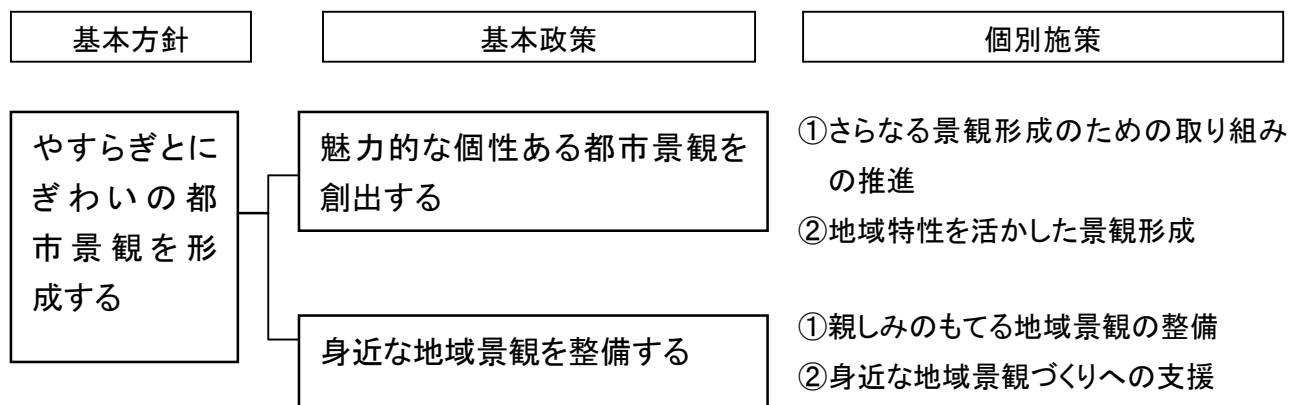 基本方針
基本政策
個別施策
やすらぎとに
ぎわいの都
市景観を形
成する
魅力的な個性ある都市景観を
創出する
①さらなる景観形成のための取り組み
の推進
②地域特性を活かした景観形成
身近な地域景観を整備する
①親しみのもてる地域景観の整備
②身近な地域景観づくりへの支援